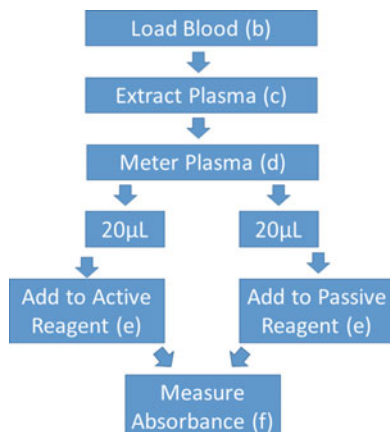 Load Blood (b)
Extract Plasma (c)
Meter Plasma (d)
20µL
20µL
Add to Active
Reagent (e)
Add to Passive
Reagent (e)
Measure
Absorbance (f)